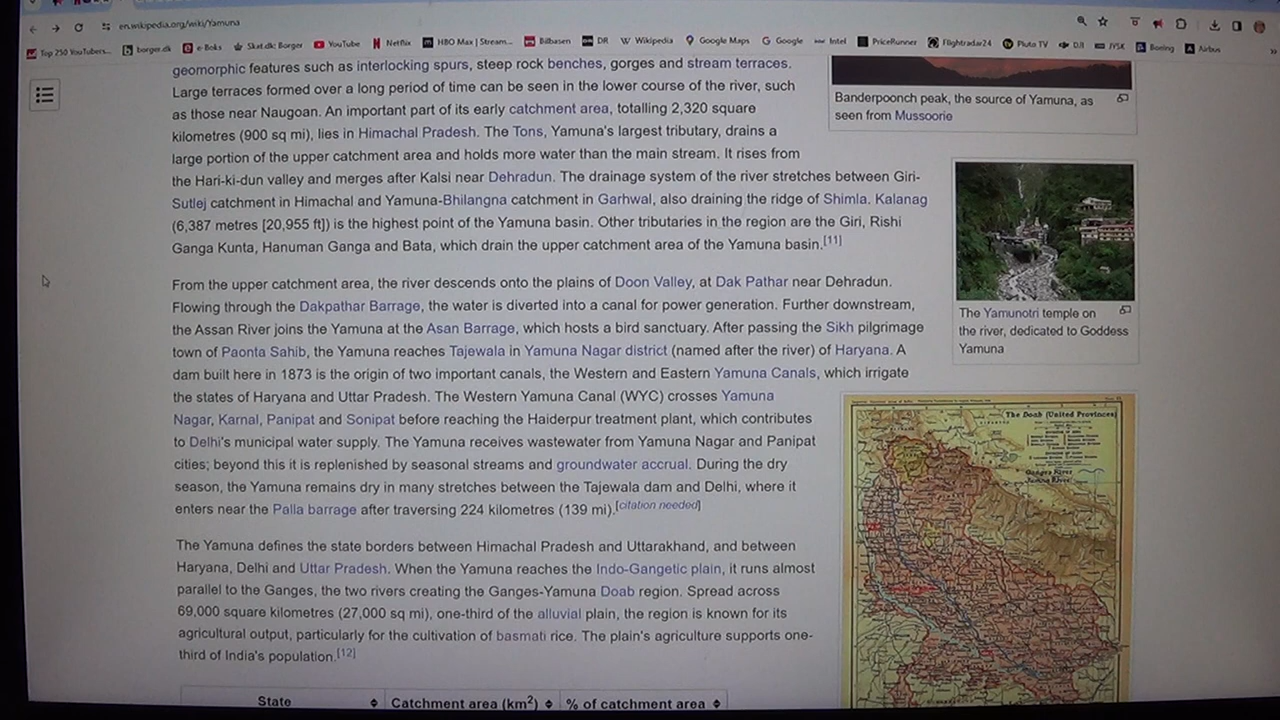 en.wikipedia.org/wiki/Yamuna
Top 250 YouTubers... borger.dk e-Boks Skat.dk: Borger YouTube Netflix HBO Max | Stream... Bilbasen DR Wikipedia Google Maps Google Intel PriceRunner Flightradar24 Pluto TV DJI JYSK Boeing Airbus
geomorphic features such as interlocking spurs, steep rock benches, gorges and stream terraces.
Large terraces formed over a long period of time can be seen in the lower course of the river, such
as those near Naugoan. An important part of its early catchment area, totalling 2,320 square
kilometres (900 sq mi), lies in Himachal Pradesh. The Tons, Yamuna's largest tributary, drains a
large portion of the upper catchment area and holds more water than the main stream. It rises from
the Hari-ki-dun valley and merges after Kalsi near Dehradun. The drainage system of the river stretches between Giri-
Sutlej catchment in Himachal and Yamuna-Bhilangna catchment in Garhwal, also draining the ridge of Shimla. Kalanag
(6,387 metres [20,955 ft]) is the highest point of the Yamuna basin. Other tributaries in the region are the Giri, Rishi
Ganga Kunta, Hanuman Ganga and Bata, which drain the upper catchment area of the Yamuna basin.[11]
From the upper catchment area, the river descends onto the plains of Doon Valley, at Dak Pathar near Dehradun.
Flowing through the Dakpathar Barrage, the water is diverted into a canal for power generation. Further downstream,
the Assan River joins the Yamuna at the Asan Barrage, which hosts a bird sanctuary. After passing the Sikh pilgrimage
town of Paonta Sahib, the Yamuna reaches Tajewala in Yamuna Nagar district (named after the river) of Haryana. A
dam built here in 1873 is the origin of two important canals, the Western and Eastern Yamuna Canals, which irrigate
the states of Haryana and Uttar Pradesh. The Western Yamuna Canal (WYC) crosses Yamuna
Nagar, Karnal, Panipat and Sonipat before reaching the Haiderpur treatment plant, which contributes
to Delhi's municipal water supply. The Yamuna receives wastewater from Yamuna Nagar and Panipat
cities; beyond this it is replenished by seasonal streams and groundwater accrual. During the dry
season, the Yamuna remains dry in many stretches between the Tajewala dam and Delhi, where it
enters near the Palla barrage after traversing 224 kilometres (139 mi).[citation needed]
The Yamuna defines the state borders between Himachal Pradesh and Uttarakhand, and between
Haryana, Delhi and Uttar Pradesh. When the Yamuna reaches the Indo-Gangetic plain, it runs almost
parallel to the Ganges, the two rivers creating the Ganges-Yamuna Doab region. Spread across
69,000 square kilometres (27,000 sq mi), one-third of the alluvial plain, the region is known for its
agricultural output, particularly for the cultivation of basmati rice. The plain's agriculture supports one-
third of India's population.[12]
State Catchment area (km2) % of catchment area
Banderpoonch peak, the source of Yamuna, as
seen from Mussoorie
The Yamunotri temple on
the river, dedicated to Goddess
Yamuna
The Doab (United Provinces)
Ganges River